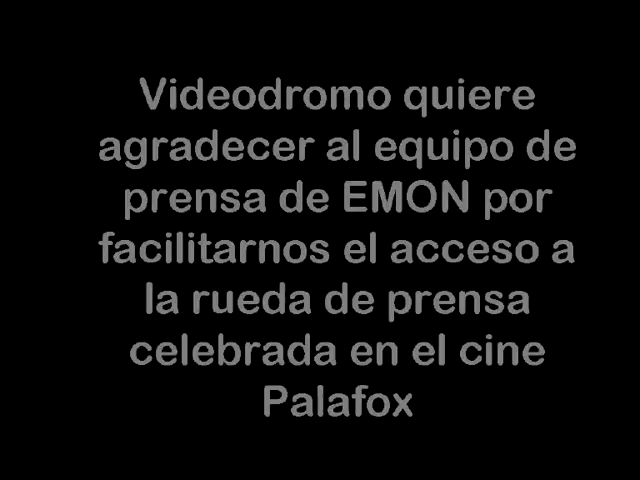 Videodromo quiere
agradecer al equipo de
prensa de EMON por
facilitarnos el acceso a
la rueda de prensa
celebrada en el cine
Palafox